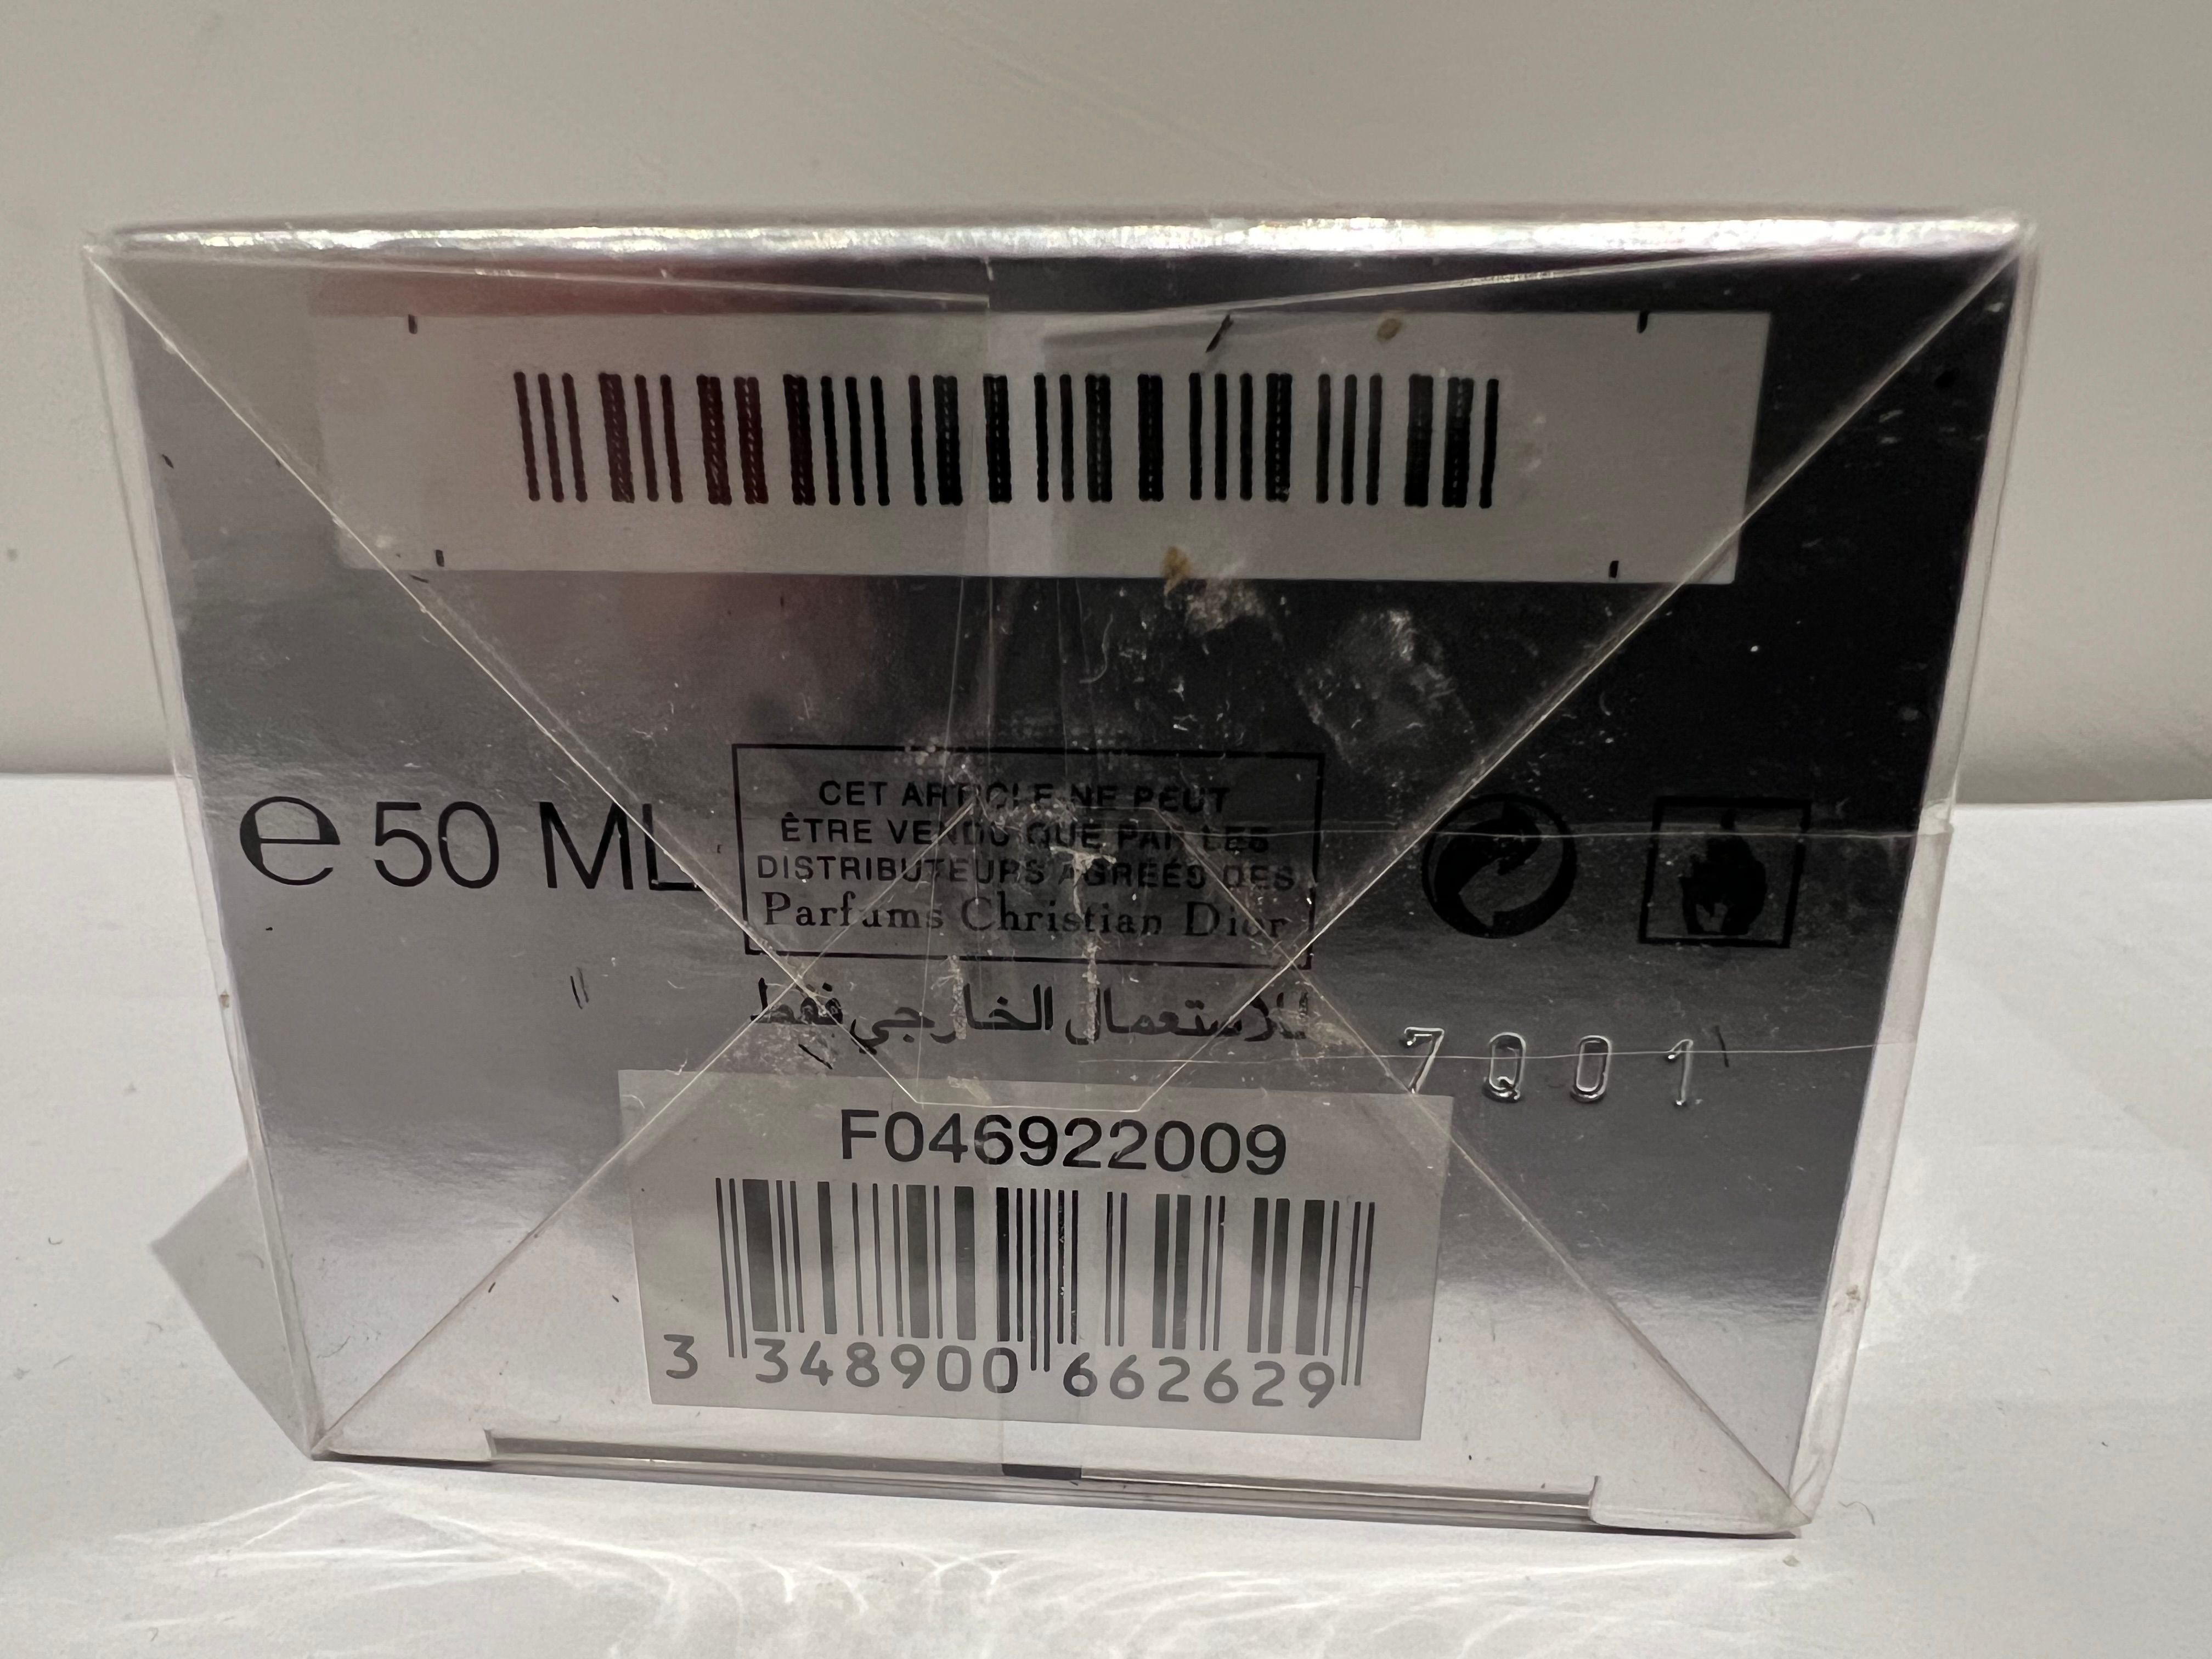 ℮ 50 ML
CET ARTICLE NE PEUT
ÊTRE VENDU QUE PAR LES
DISTRIBUTEURS AGRÉÉS DES
Parfums Christian Dior
للاستعمال الخارجي فقط
7Q01
F046922009
3 348900 662629